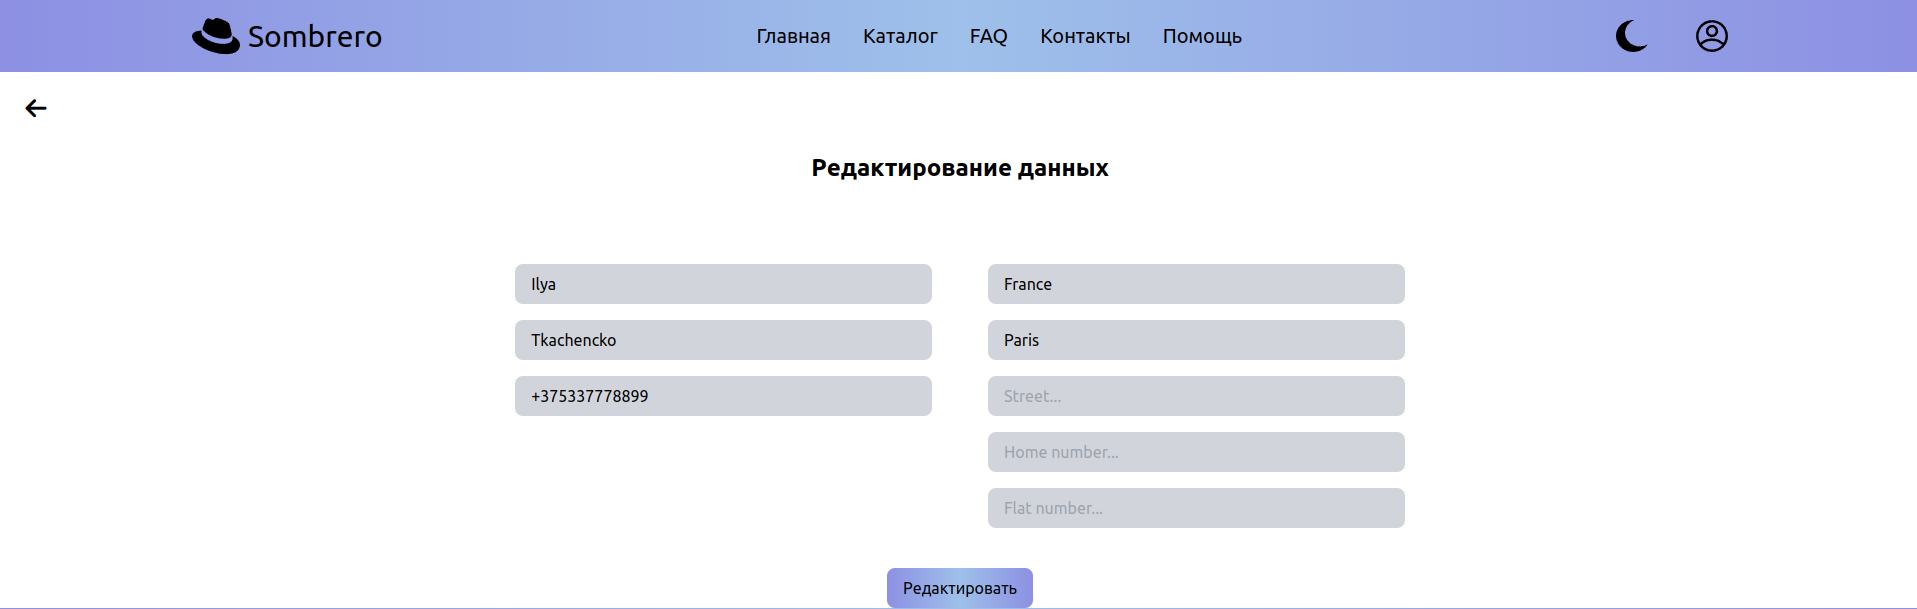 Sombrero
Главная Каталог FAQ Контакты Помощь
Редактирование данных
Ilya
Tkachencko
+375337778899
France
Paris
Street...
Home number...
Flat number...
Редактировать